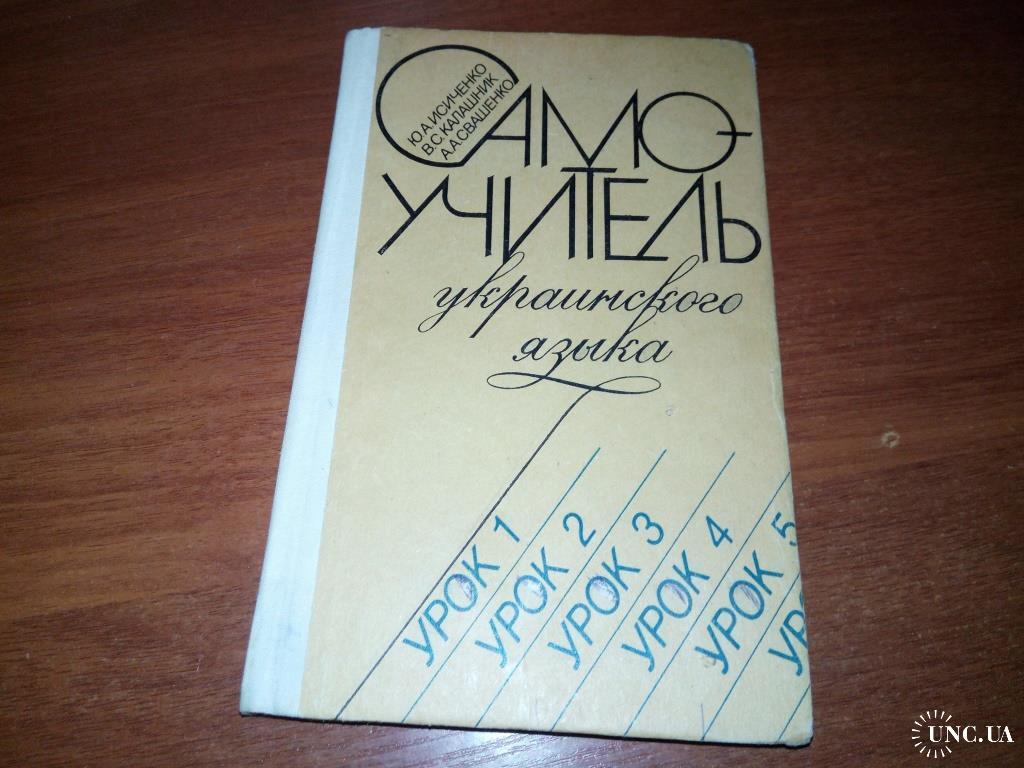 Ю.А.ИСИЧЕНКО
В.С.КАЛАШНИК
А.А.СВАШЕНКО
САМО-
УЧИТЕЛЬ
украинского
языка
УРОК 1
УРОК 2
УРОК 3
УРОК 4
УРОК 5
УРО
UNC.UA